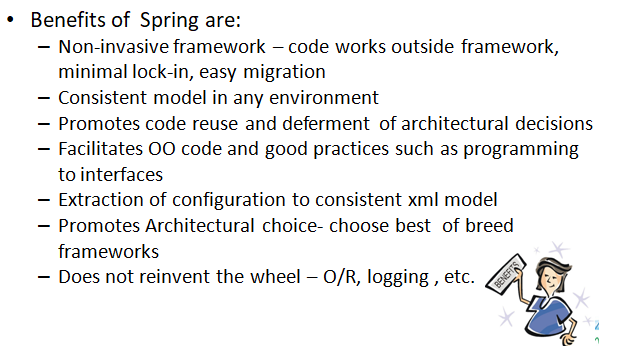 • Benefits of Spring are:
– Non-invasive framework – code works outside framework,
minimal lock-in, easy migration
– Consistent model in any environment
– Promotes code reuse and deferment of architectural decisions
– Facilitates OO code and good practices such as programming
to interfaces
– Extraction of configuration to consistent xml model
– Promotes Architectural choice- choose best of breed
frameworks
– Does not reinvent the wheel – O/R, logging , etc.
BENEFITS